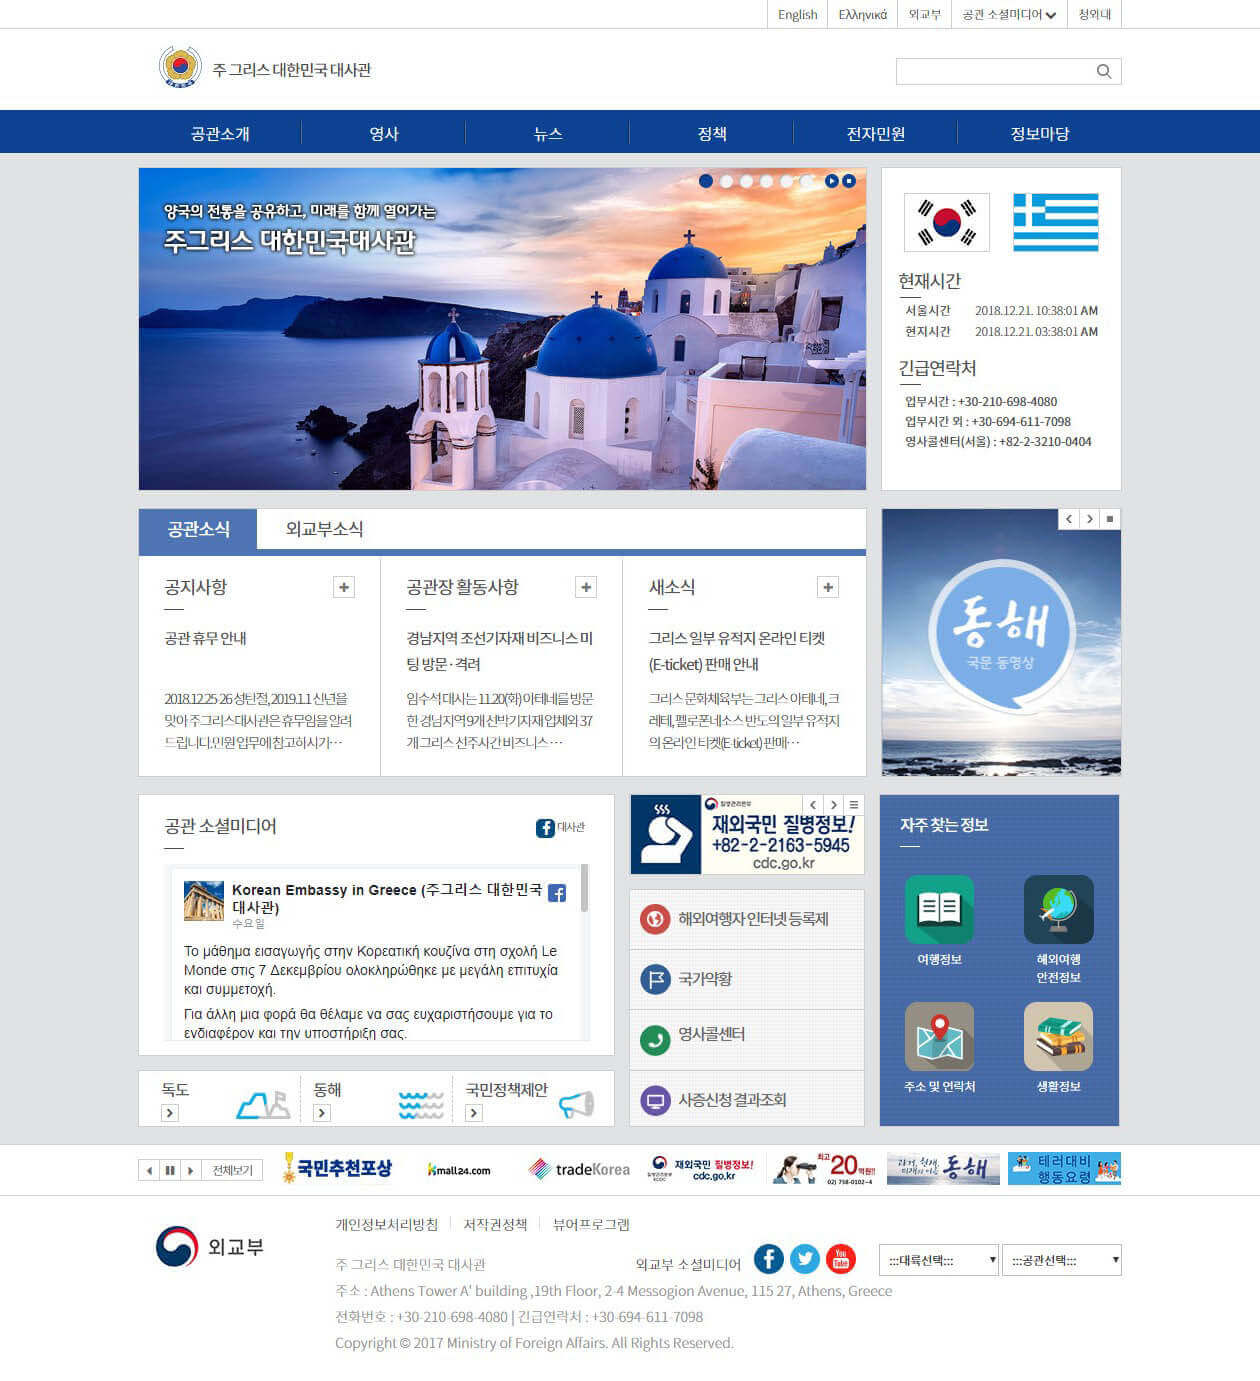 English
Ελληνικά
외교부
공관 소셜미디어
청와대
주 그리스 대한민국 대사관
공관소개
영사
뉴스
정책
전자민원
정보마당
양국의 전통을 공유하고, 미래를 함께 열어가는
주그리스 대한민국대사관
현재시간
서울시간 2018.12.21. 10:38:01 AM
현지시간 2018.12.21. 03:38:01 AM
긴급연락처
업무시간 : +30-210-698-4080
업무시간 외 : +30-694-611-7098
영사콜센터(서울) : +82-2-3210-0404
공관소식
외교부소식
공지사항
공관 휴무 안내
2018.12.25-26 성탄절, 2019.1.1 신년을
맞아 주그리스대사관은 휴무임을 알려
드립니다.민원 업무에 참고하시기…
공관장 활동사항
경남지역 조선기자재 비즈니스 미
팅 방문·격려
임수석 대사는 11.20(화) 아테네를 방문
한 경남지역 9개 선박기자재 업체와 37
개 그리스 선주사간 비즈니스…
새소식
그리스 일부 유적지 온라인 티켓
(E-ticket) 판매 안내
그리스 문화체육부는 그리스 아테네, 크
레테, 펠로폰네소스 반도의 일부 유적지
의 온라인 티켓(E-ticket) 판매…
동해
국문 동영상
공관 소셜미디어
대사관
Korean Embassy in Greece (주그리스 대한민국
대사관)
수요일
Το μάθημα εισαγωγής στην Κορεατική κουζίνα στη σχολή Le
Monde στις 7 Δεκεμβρίου ολοκληρώθηκε με μεγάλη επιτυχία
και συμμετοχή.
Για άλλη μια φορά θα θέλαμε να σας ευχαριστήσουμε για το
ενδιαφέρον και την υποστήριξη σας.
질병관리본부
재외국민 질병정보!
+82-2-2163-5945
cdc.go.kr
해외여행자 인터넷 등록제
국가약황
영사콜센터
사증신청 결과조회
자주 찾는 정보
여행정보
해외여행
안전정보
주소 및 연락처
생활정보
독도
동해
국민정책제안
전체보기
국민추천포상
Kmall24.com
tradeKorea
질병관리본부
KCDC
재외국민 질병정보!
cdc.go.kr
최고
20억원!!
02) 738-0102~4
과거, 현재,
미래의 이름
동해
테러대비
행동요령
외교부
개인정보처리방침
저작권정책
뷰어프로그램
주 그리스 대한민국 대사관
외교부 소셜미디어
You
Tube
:::대륙선택:::
:::공관선택:::
주소 : Athens Tower A' building ,19th Floor, 2-4 Messogion Avenue, 115 27, Athens, Greece
전화번호 : +30-210-698-4080 | 긴급연락처 : +30-694-611-7098
Copyright © 2017 Ministry of Foreign Affairs. All Rights Reserved.